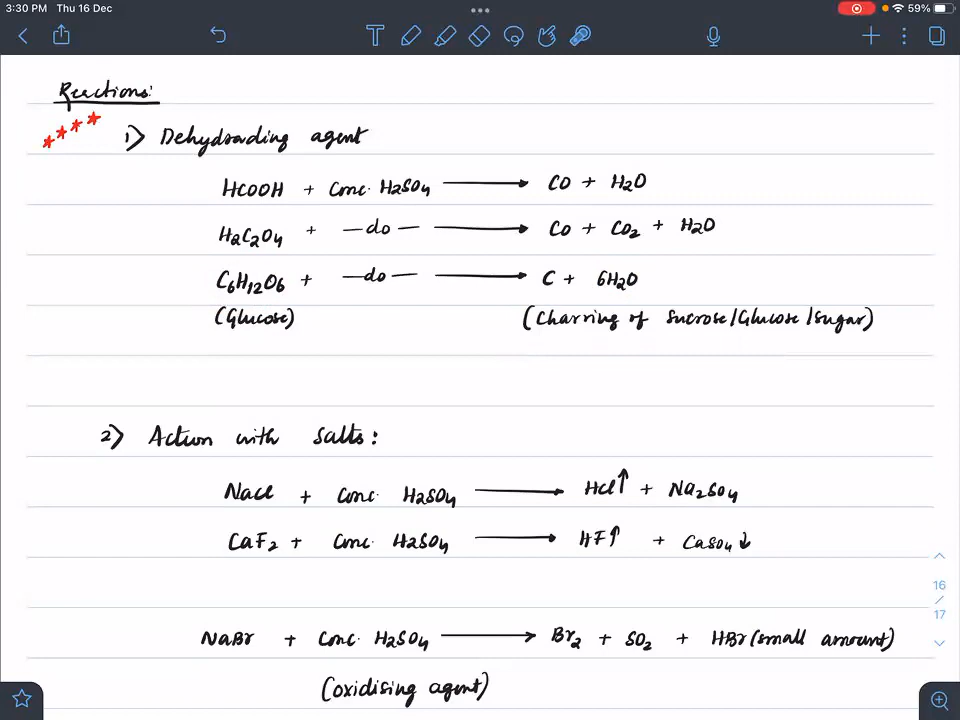 3:30 PM Thu 16 Dec 59%
Reactions:
1) Dehydrading agent
HCOOH + Conc. H2SO4 ⟶ CO + H2O
H2C2O4 + —do— ⟶ CO + CO2 + H2O
C6H12O6 + —do— ⟶ C + 6H2O
(Glucose) (Charring of Sucrose/Glucose/Sugar)
2) Action with Salts:
NaCl + Conc. H2SO4 ⟶ HCl↑ + Na2SO4
CaF2 + Conc. H2SO4 ⟶ HF↑ + CaSO4↓
16
/
17
NaBr + Conc. H2SO4 ⟶ Br2 + SO2 + HBr (small amount)
(oxidising agent)